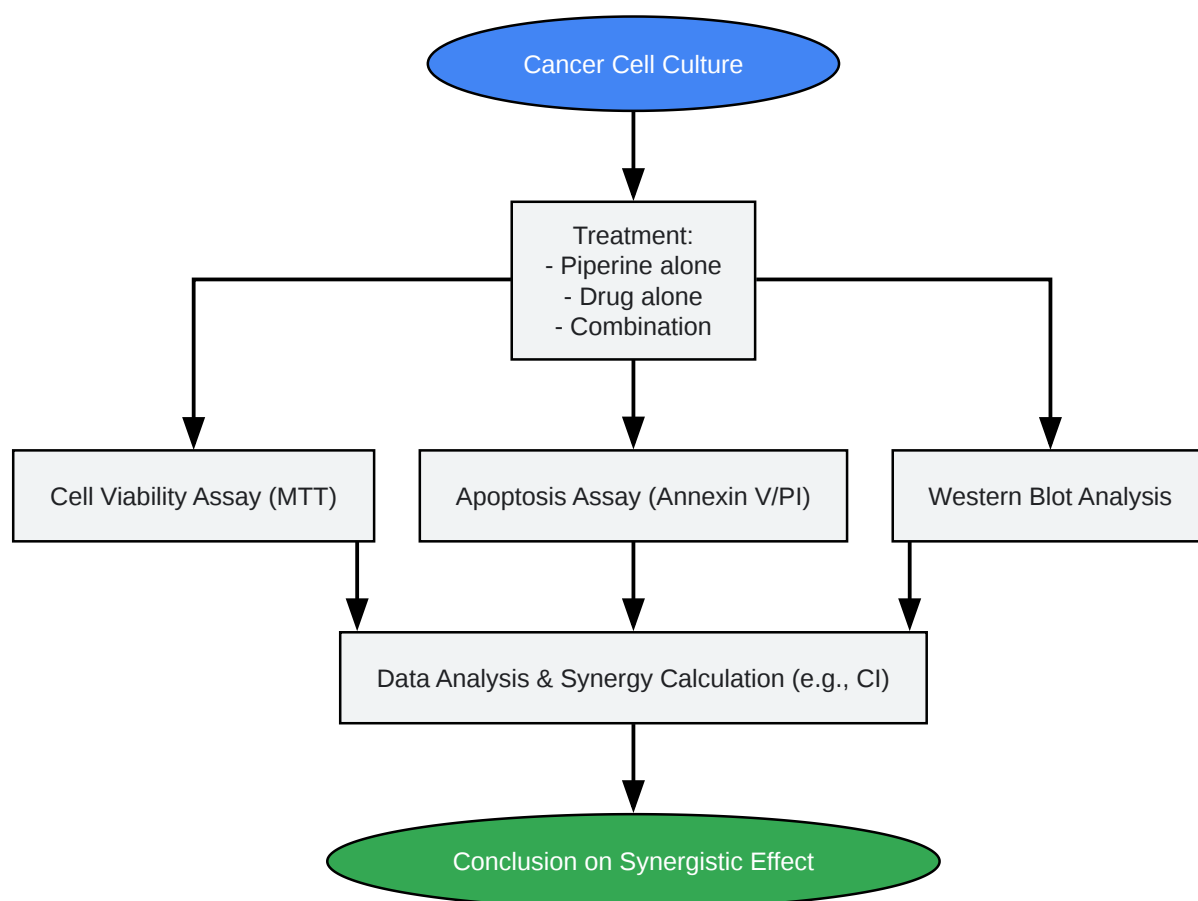 Cancer Cell Culture
Treatment:
- Piperine alone
- Drug alone
- Combination
Cell Viability Assay (MTT)
Apoptosis Assay (Annexin V/PI)
Western Blot Analysis
Data Analysis & Synergy Calculation (e.g., CI)
Conclusion on Synergistic Effect